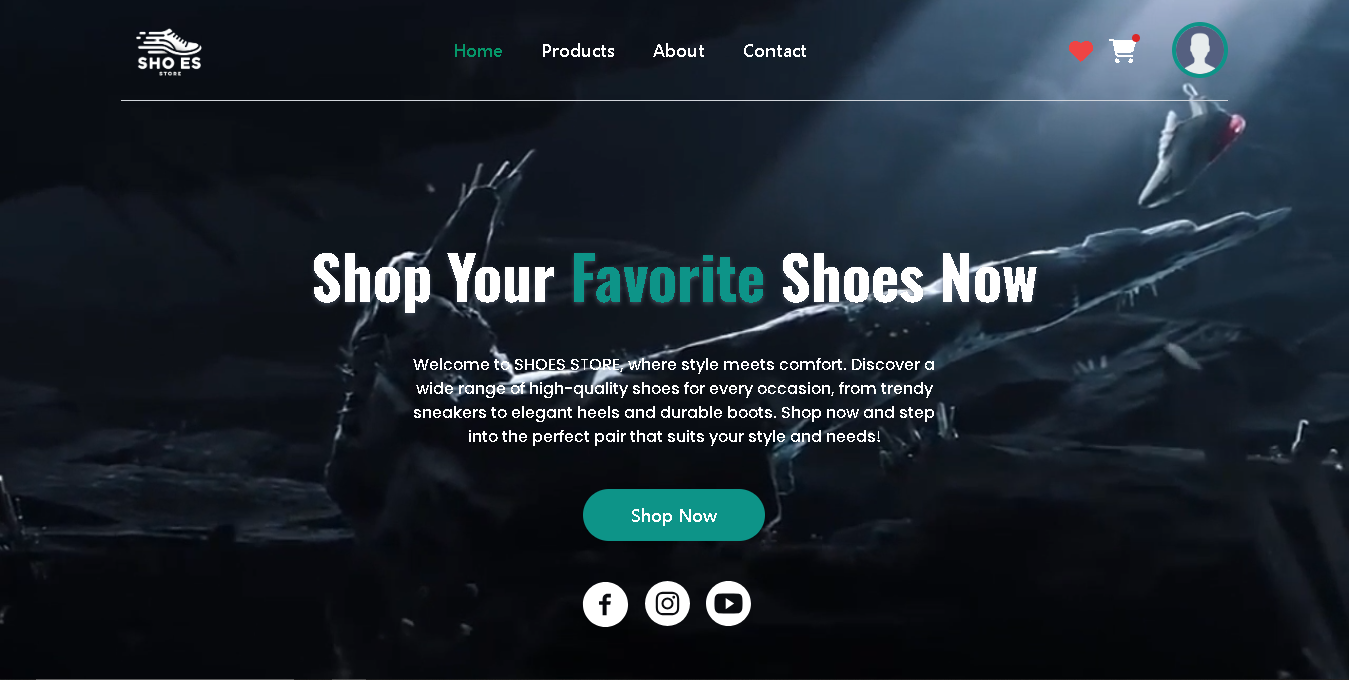 SHO ES
STORE
Home Products About Contact
Shop Your Favorite Shoes Now
Welcome to SHOES STORE, where style meets comfort. Discover a
wide range of high-quality shoes for every occasion, from trendy
sneakers to elegant heels and durable boots. Shop now and step
into the perfect pair that suits your style and needs!
Shop Now